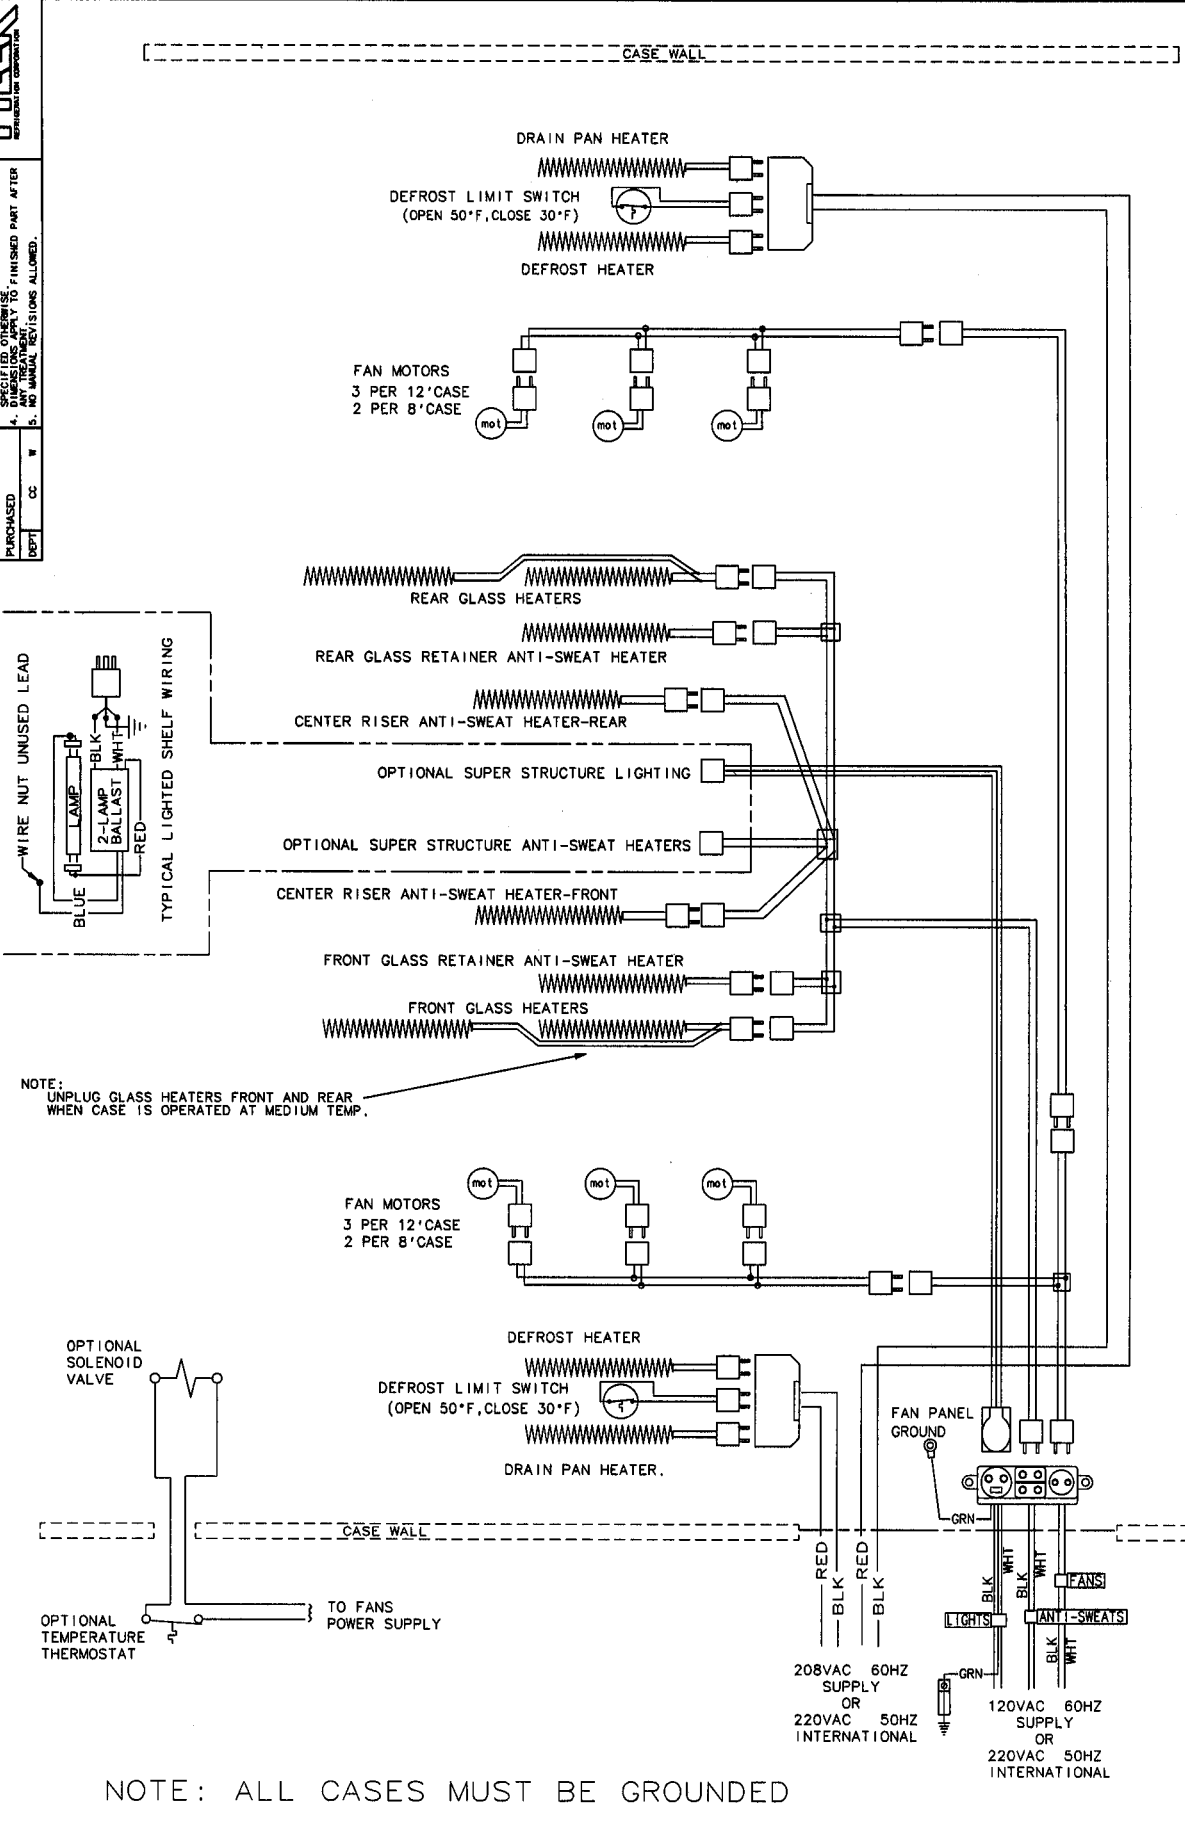 CASE WALL
REFRIGERATION CORPORATION
SPECIFIED OTHERWISE.
4. DIMENSIONS APPLY TO FINISHED PART AFTER
ANY TREATMENT.
5. NO MANUAL REVISIONS ALLOWED.
PURCHASED
DEPT CC W
DRAIN PAN HEATER
DEFROST LIMIT SWITCH
(OPEN 50°F,CLOSE 30°F)
DEFROST HEATER
FAN MOTORS
3 PER 12'CASE
2 PER 8'CASE
mot
mot
mot
REAR GLASS HEATERS
REAR GLASS RETAINER ANTI-SWEAT HEATER
CENTER RISER ANTI-SWEAT HEATER-REAR
OPTIONAL SUPER STRUCTURE LIGHTING
OPTIONAL SUPER STRUCTURE ANTI-SWEAT HEATERS
CENTER RISER ANTI-SWEAT HEATER-FRONT
FRONT GLASS RETAINER ANTI-SWEAT HEATER
FRONT GLASS HEATERS
WIRE NUT UNUSED LEAD
BLUE
LAMP
BLK
WHT
2-LAMP
BALLAST
RED
TYPICAL LIGHTED SHELF WIRING
NOTE:
UNPLUG GLASS HEATERS FRONT AND REAR
WHEN CASE IS OPERATED AT MEDIUM TEMP.
mot
mot
mot
FAN MOTORS
3 PER 12'CASE
2 PER 8'CASE
DEFROST HEATER
DEFROST LIMIT SWITCH
(OPEN 50°F,CLOSE 30°F)
DRAIN PAN HEATER.
OPTIONAL
SOLENOID
VALVE
FAN PANEL
GROUND
GRN
CASE WALL
RED
BLK
RED
BLK
BLK
WHT
BLK
WHT
FANS
LIGHTS
ANTI-SWEATS
BLK
WHT
GRN
OPTIONAL
TEMPERATURE
THERMOSTAT
TO FANS
POWER SUPPLY
208VAC 60HZ
SUPPLY
OR
220VAC 50HZ
INTERNATIONAL
120VAC 60HZ
SUPPLY
OR
220VAC 50HZ
INTERNATIONAL
NOTE: ALL CASES MUST BE GROUNDED